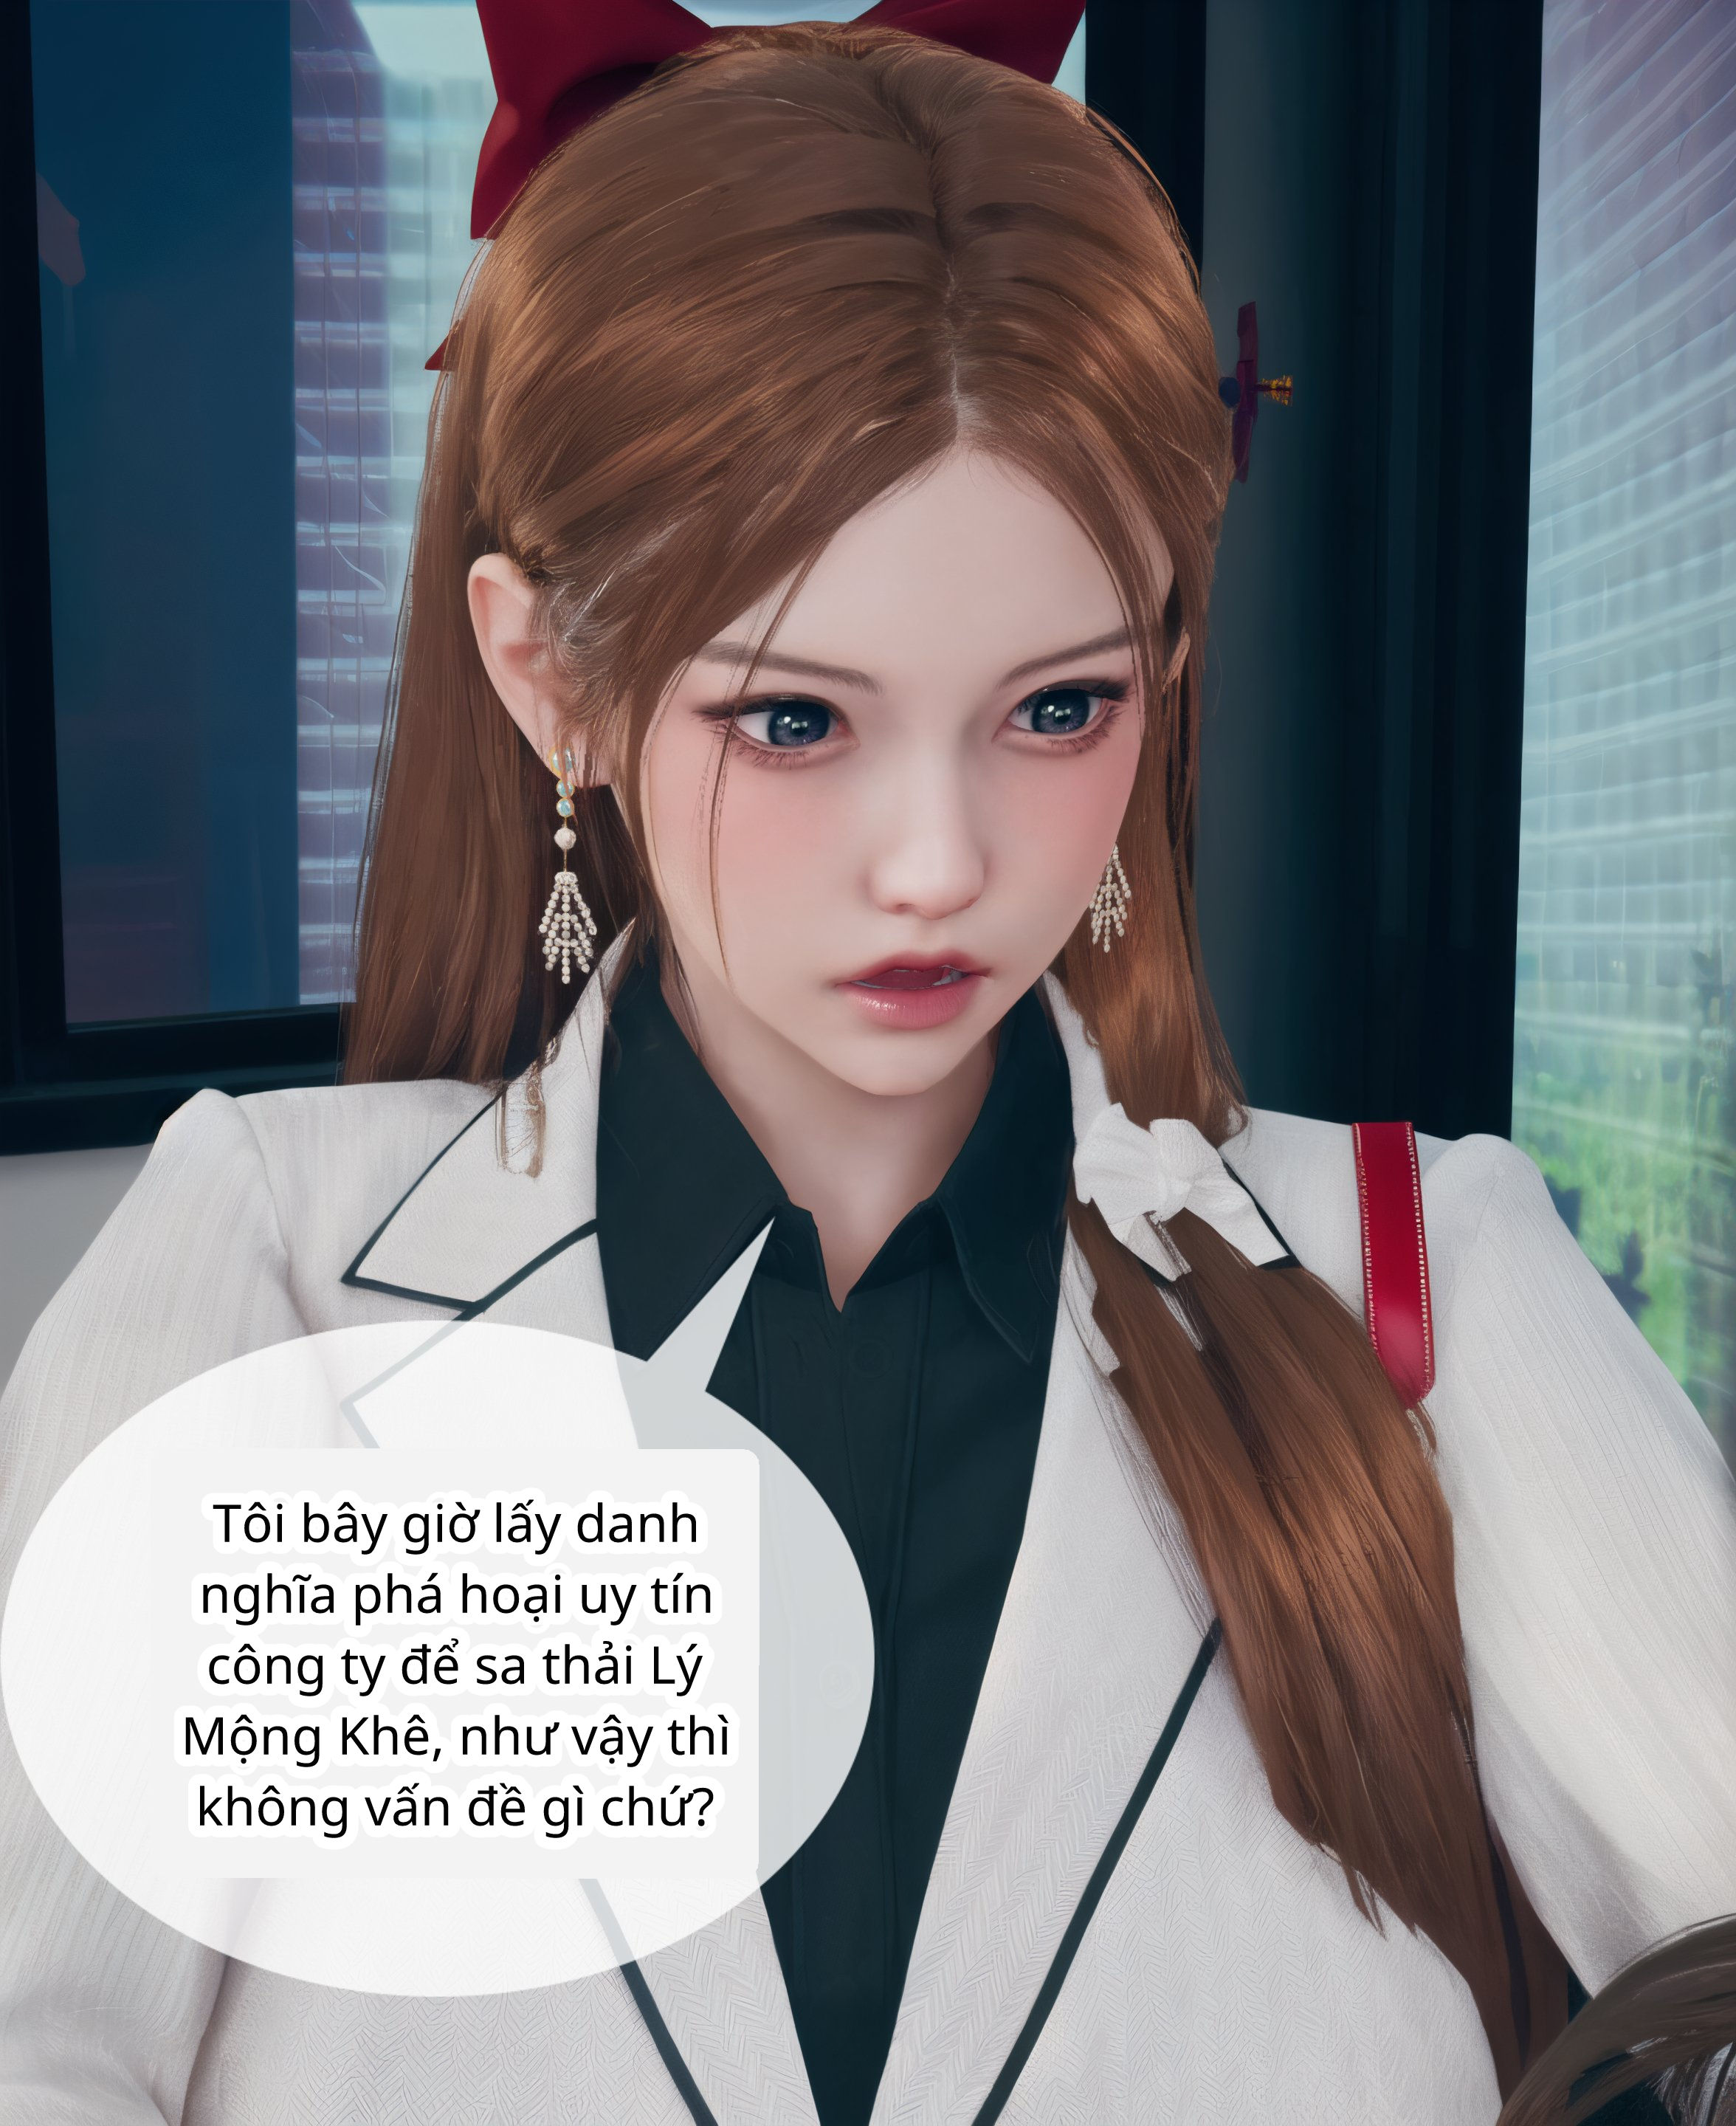 Tôi bây giờ lấy danh
nghĩa phá hoại uy tín
công ty để sa thải Lý
Mộng Khê, như vậy thì
không vấn đề gì chứ?